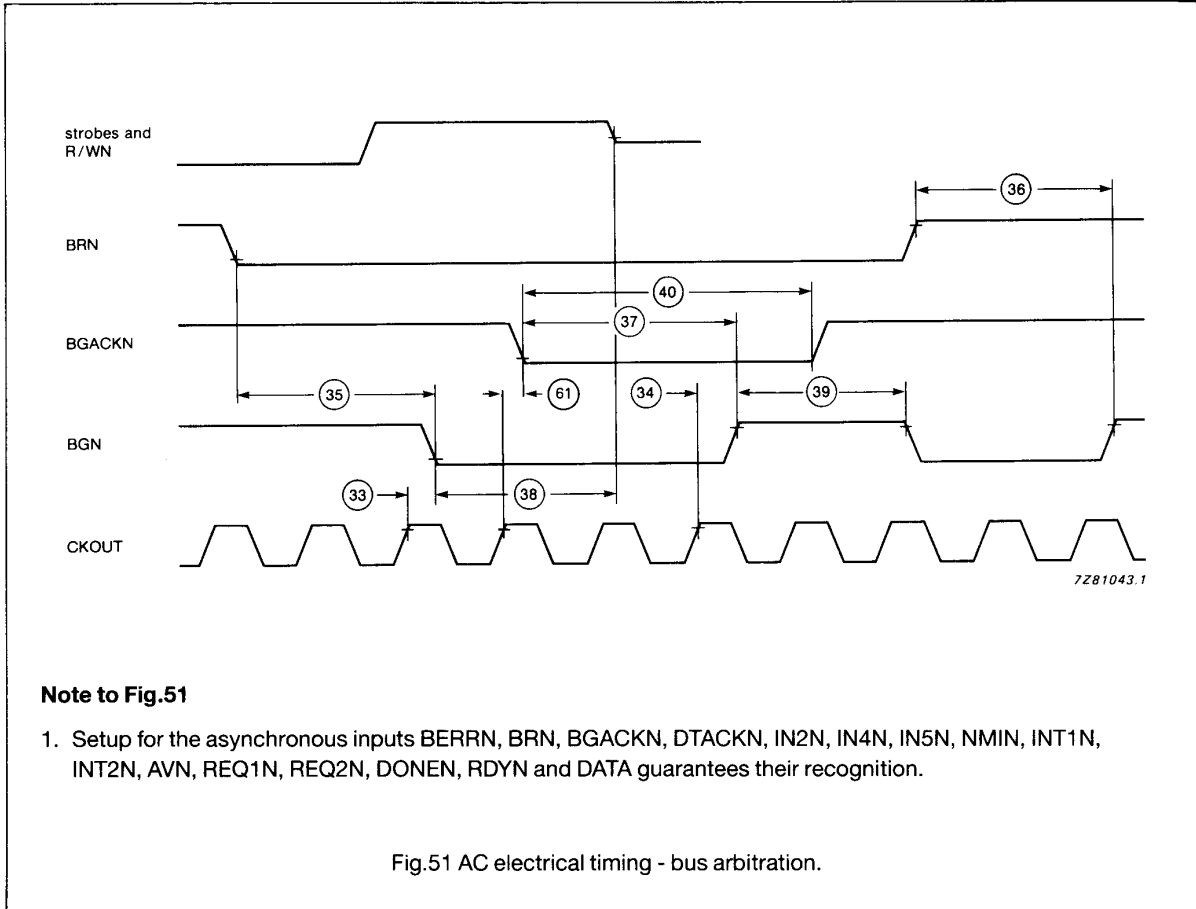 strobes and
R/WN
36
BRN
40
37
BGACKN
35
61
34
39
BGN
33
38
CKOUT
7Z81043.1
Note to Fig.51
1. Setup for the asynchronous inputs BERRN, BRN, BGACKN, DTACKN, IN2N, IN4N, IN5N, NMIN, INT1N,
INT2N, AVN, REQ1N, REQ2N, DONEN, RDYN and DATA guarantees their recognition.
Fig.51 AC electrical timing - bus arbitration.